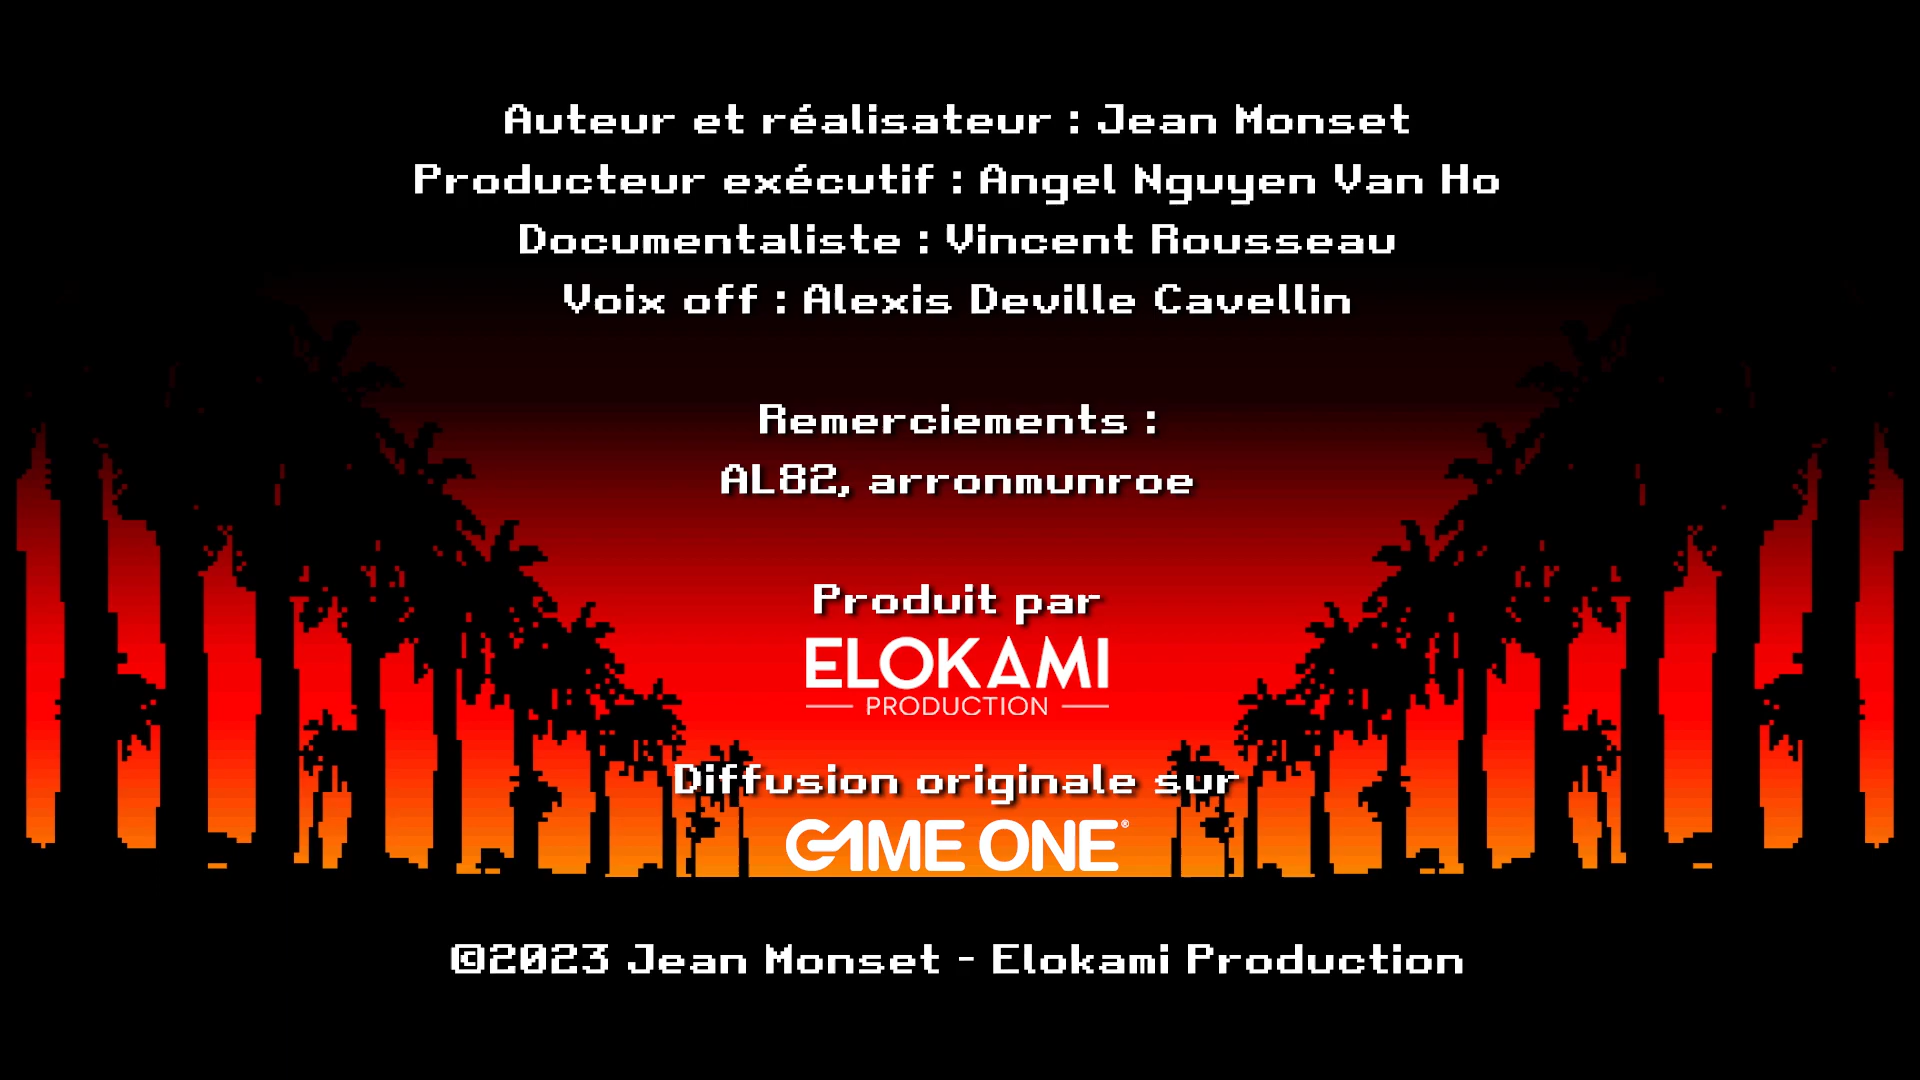 Auteur et réalisateur : Jean Monset
Producteur exécutif : Angel Nguyen Van Ho
Documentaliste : Vincent Rousseau
Voix off : Alexis Deville Cavellin
Remerciements :
AL82, arronmunroe
Produit par
ELOKAMI
PRODUCTION
Diffusion originale sur
GAME ONE®
©2023 Jean Monset - Elokami Production